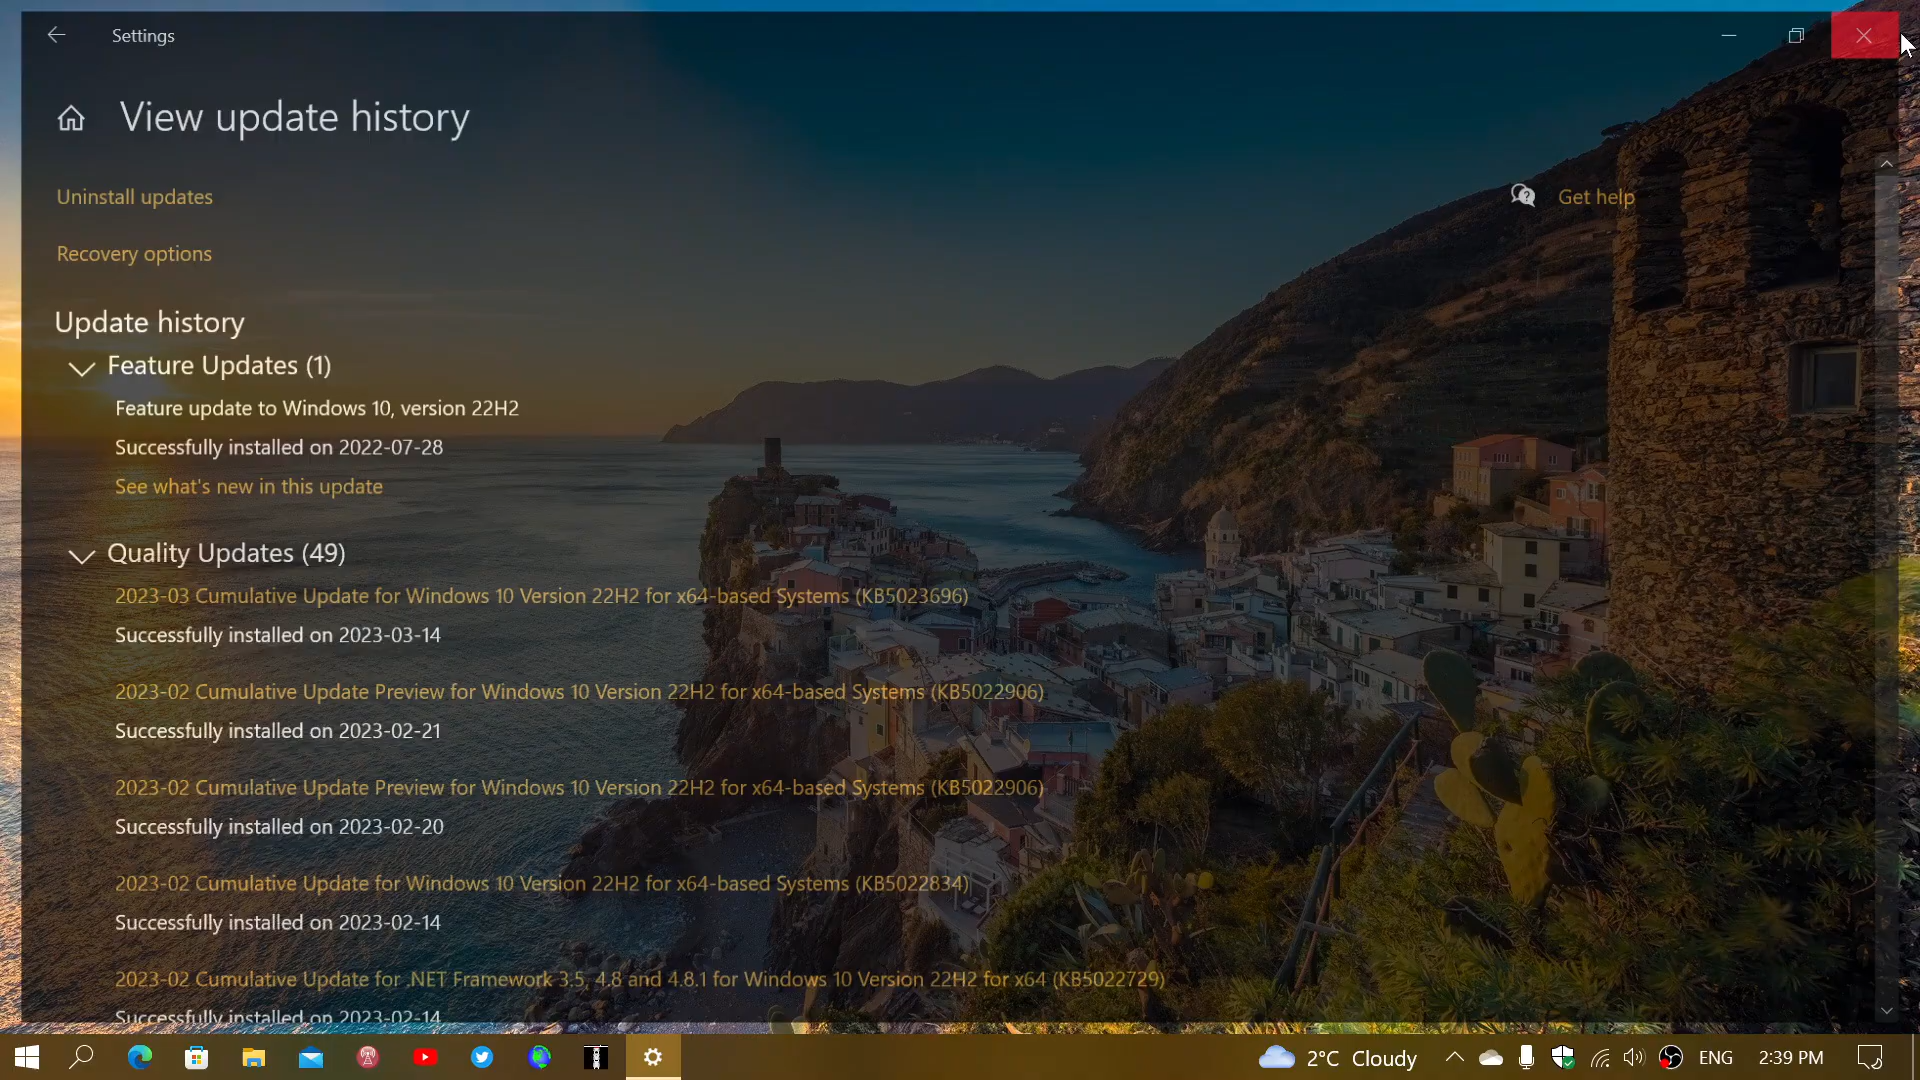 Settings
View update history
Uninstall updates
Get help
Recovery options
Update history
Feature Updates (1)
Feature update to Windows 10, version 22H2
Successfully installed on 2022-07-28
See what's new in this update
Quality Updates (49)
2023-03 Cumulative Update for Windows 10 Version 22H2 for x64-based Systems (KB5023696)
Successfully installed on 2023-03-14
2023-02 Cumulative Update Preview for Windows 10 Version 22H2 for x64-based Systems (KB5022906)
Successfully installed on 2023-02-21
2023-02 Cumulative Update Preview for Windows 10 Version 22H2 for x64-based Systems (KB5022906)
Successfully installed on 2023-02-20
2023-02 Cumulative Update for Windows 10 Version 22H2 for x64-based Systems (KB5022834)
Successfully installed on 2023-02-14
2023-02 Cumulative Update for .NET Framework 3.5, 4.8 and 4.8.1 for Windows 10 Version 22H2 for x64 (KB5022729)
Successfully installed on 2023-02-14
2°C Cloudy
ENG
2:39 PM